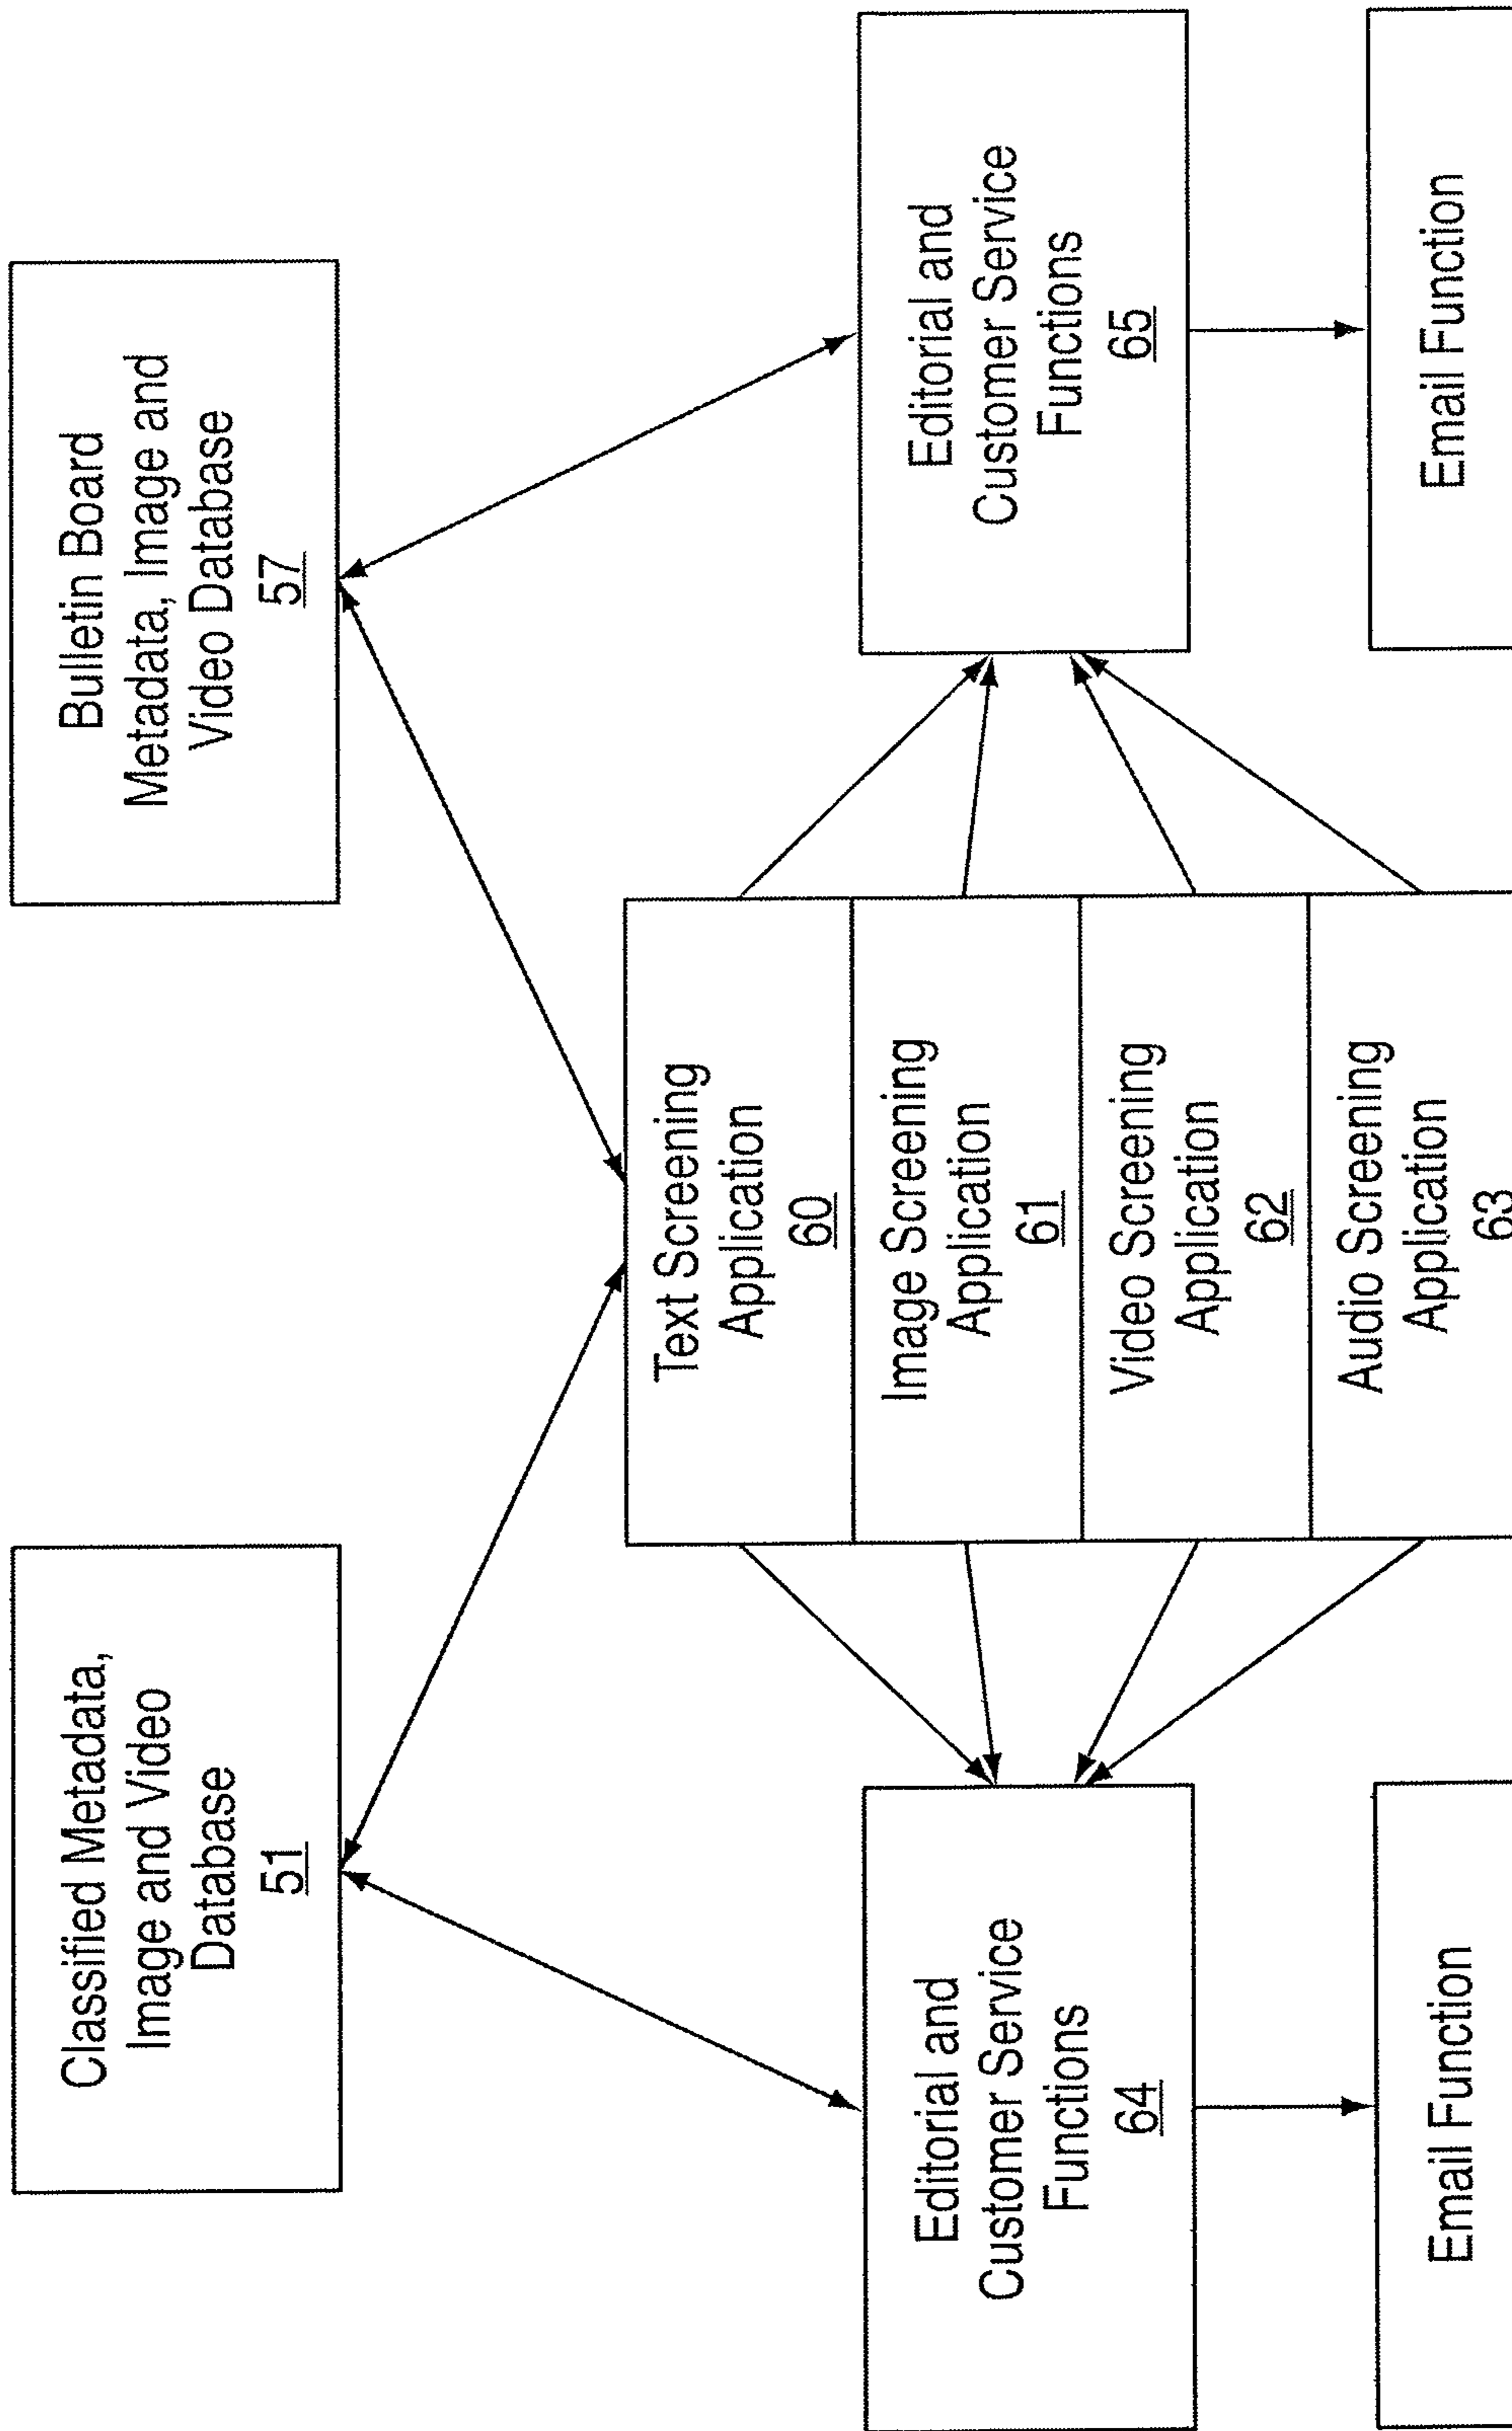 Classified Metadata,
Image and Video
Database
51
Bulletin Board
Metadata, Image and
Video Database
57
Text Screening
Application
60
Image Screening
Application
61
Video Screening
Application
62
Audio Screening
Application
63
Editorial and
Customer Service
Functions
64
Editorial and
Customer Service
Functions
65
Email Function
Email Function